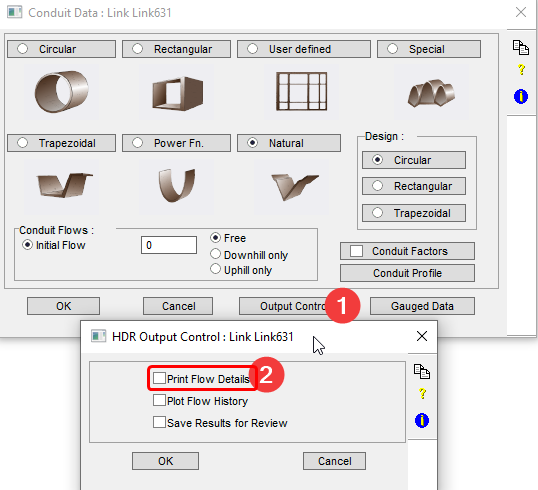 Conduit Data : Link Link631
Circular
Rectangular
User defined
Special
Trapezoidal
Power Fn.
Natural
Design :
Circular
Rectangular
Trapezoidal
Conduit Flows :
Initial Flow
0
Free
Downhill only
Uphill only
Conduit Factors
Conduit Profile
OK
Cancel
Output Contro
1
Gauged Data
HDR Output Control : Link Link631
Print Flow Details
2
Plot Flow History
Save Results for Review
OK
Cancel